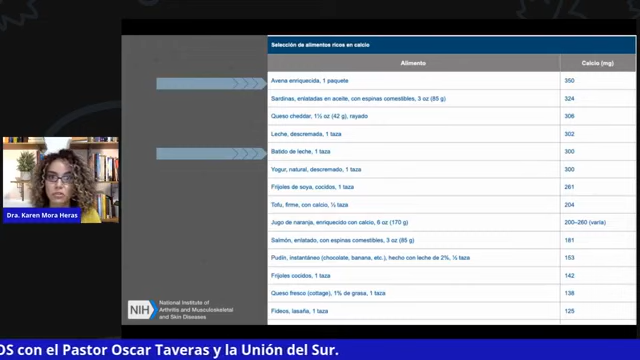 Selección de alimentos ricos en calcio
Alimento Calcio (mg)
Avena enriquecida, 1 paquete 350
Sardinas, enlatadas en aceite, con espinas comestibles, 3 oz (85 g) 324
Queso cheddar, 1½ oz (42 g), rayado 306
Leche, descremada, 1 taza 302
Batido de leche, 1 taza 300
Yogur, natural, descremado, 1 taza 300
Frijoles de soya, cocidos, 1 taza 261
Tofu, firme, con calcio, ½ taza 204
Jugo de naranja, enriquecido con calcio, 6 oz (170 g) 200–260 (varía)
Salmón, enlatado, con espinas comestibles, 3 oz (85 g) 181
Pudín, instantáneo (chocolate, banana, etc.), hecho con leche de 2%, ½ taza 153
Frijoles cocidos, 1 taza 142
Queso fresco (cottage), 1% de grasa, 1 taza 138
Fideos, lasaña, 1 taza 125
Dra. Karen Mora Heras
NIH
National Institute of
Arthritis and Musculoskeletal
and Skin Diseases
OS con el Pastor Oscar Taveras y la Unión del Sur.